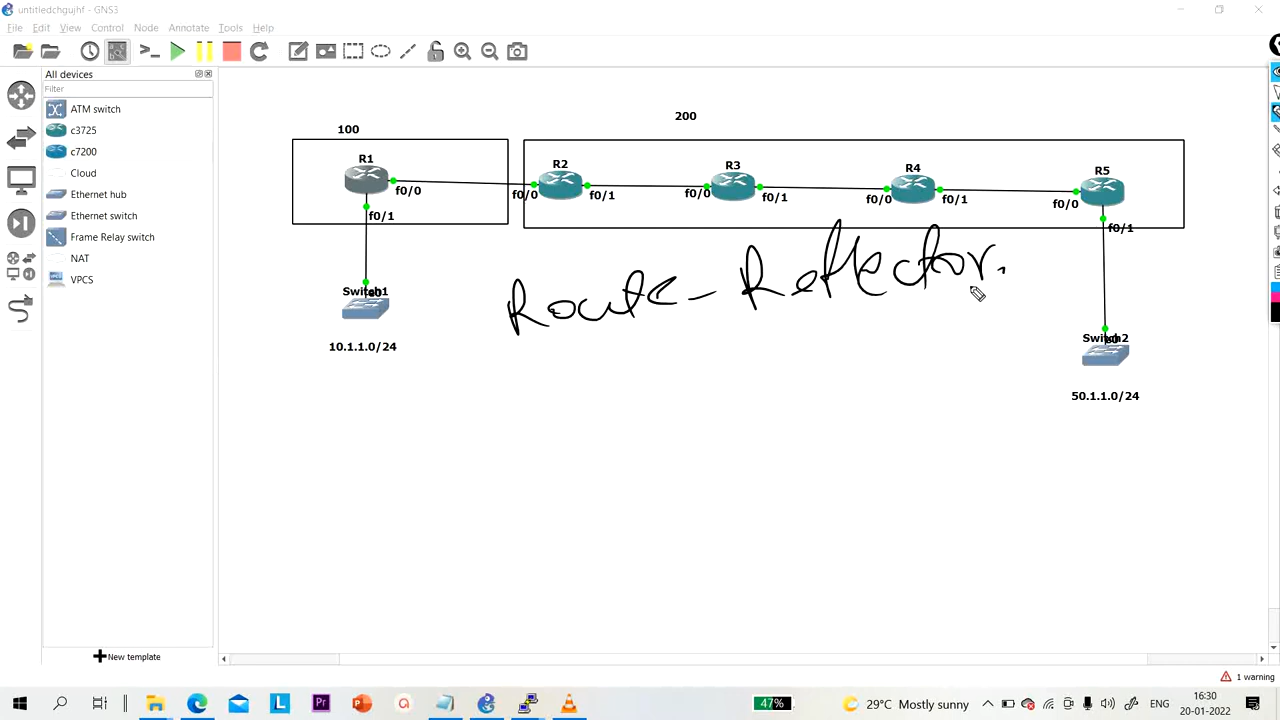 untitledchgujhf - GNS3
File Edit View Control Node Annotate Tools Help
All devices
Filter
ATM switch
c3725
c7200
Cloud
Ethernet hub
Ethernet switch
Frame Relay switch
NAT
VPCS
New template
100
200
R1
R2
R3
R4
R5
f0/0
f0/0
f0/1
f0/0
f0/1
f0/0
f0/1
f0/0
f0/1
f0/1
Route-Reflector.
Switch1
10.1.1.0/24
Switch2
50.1.1.0/24
1 warning
47%
29°C Mostly sunny
ENG
16:30
20-01-2022